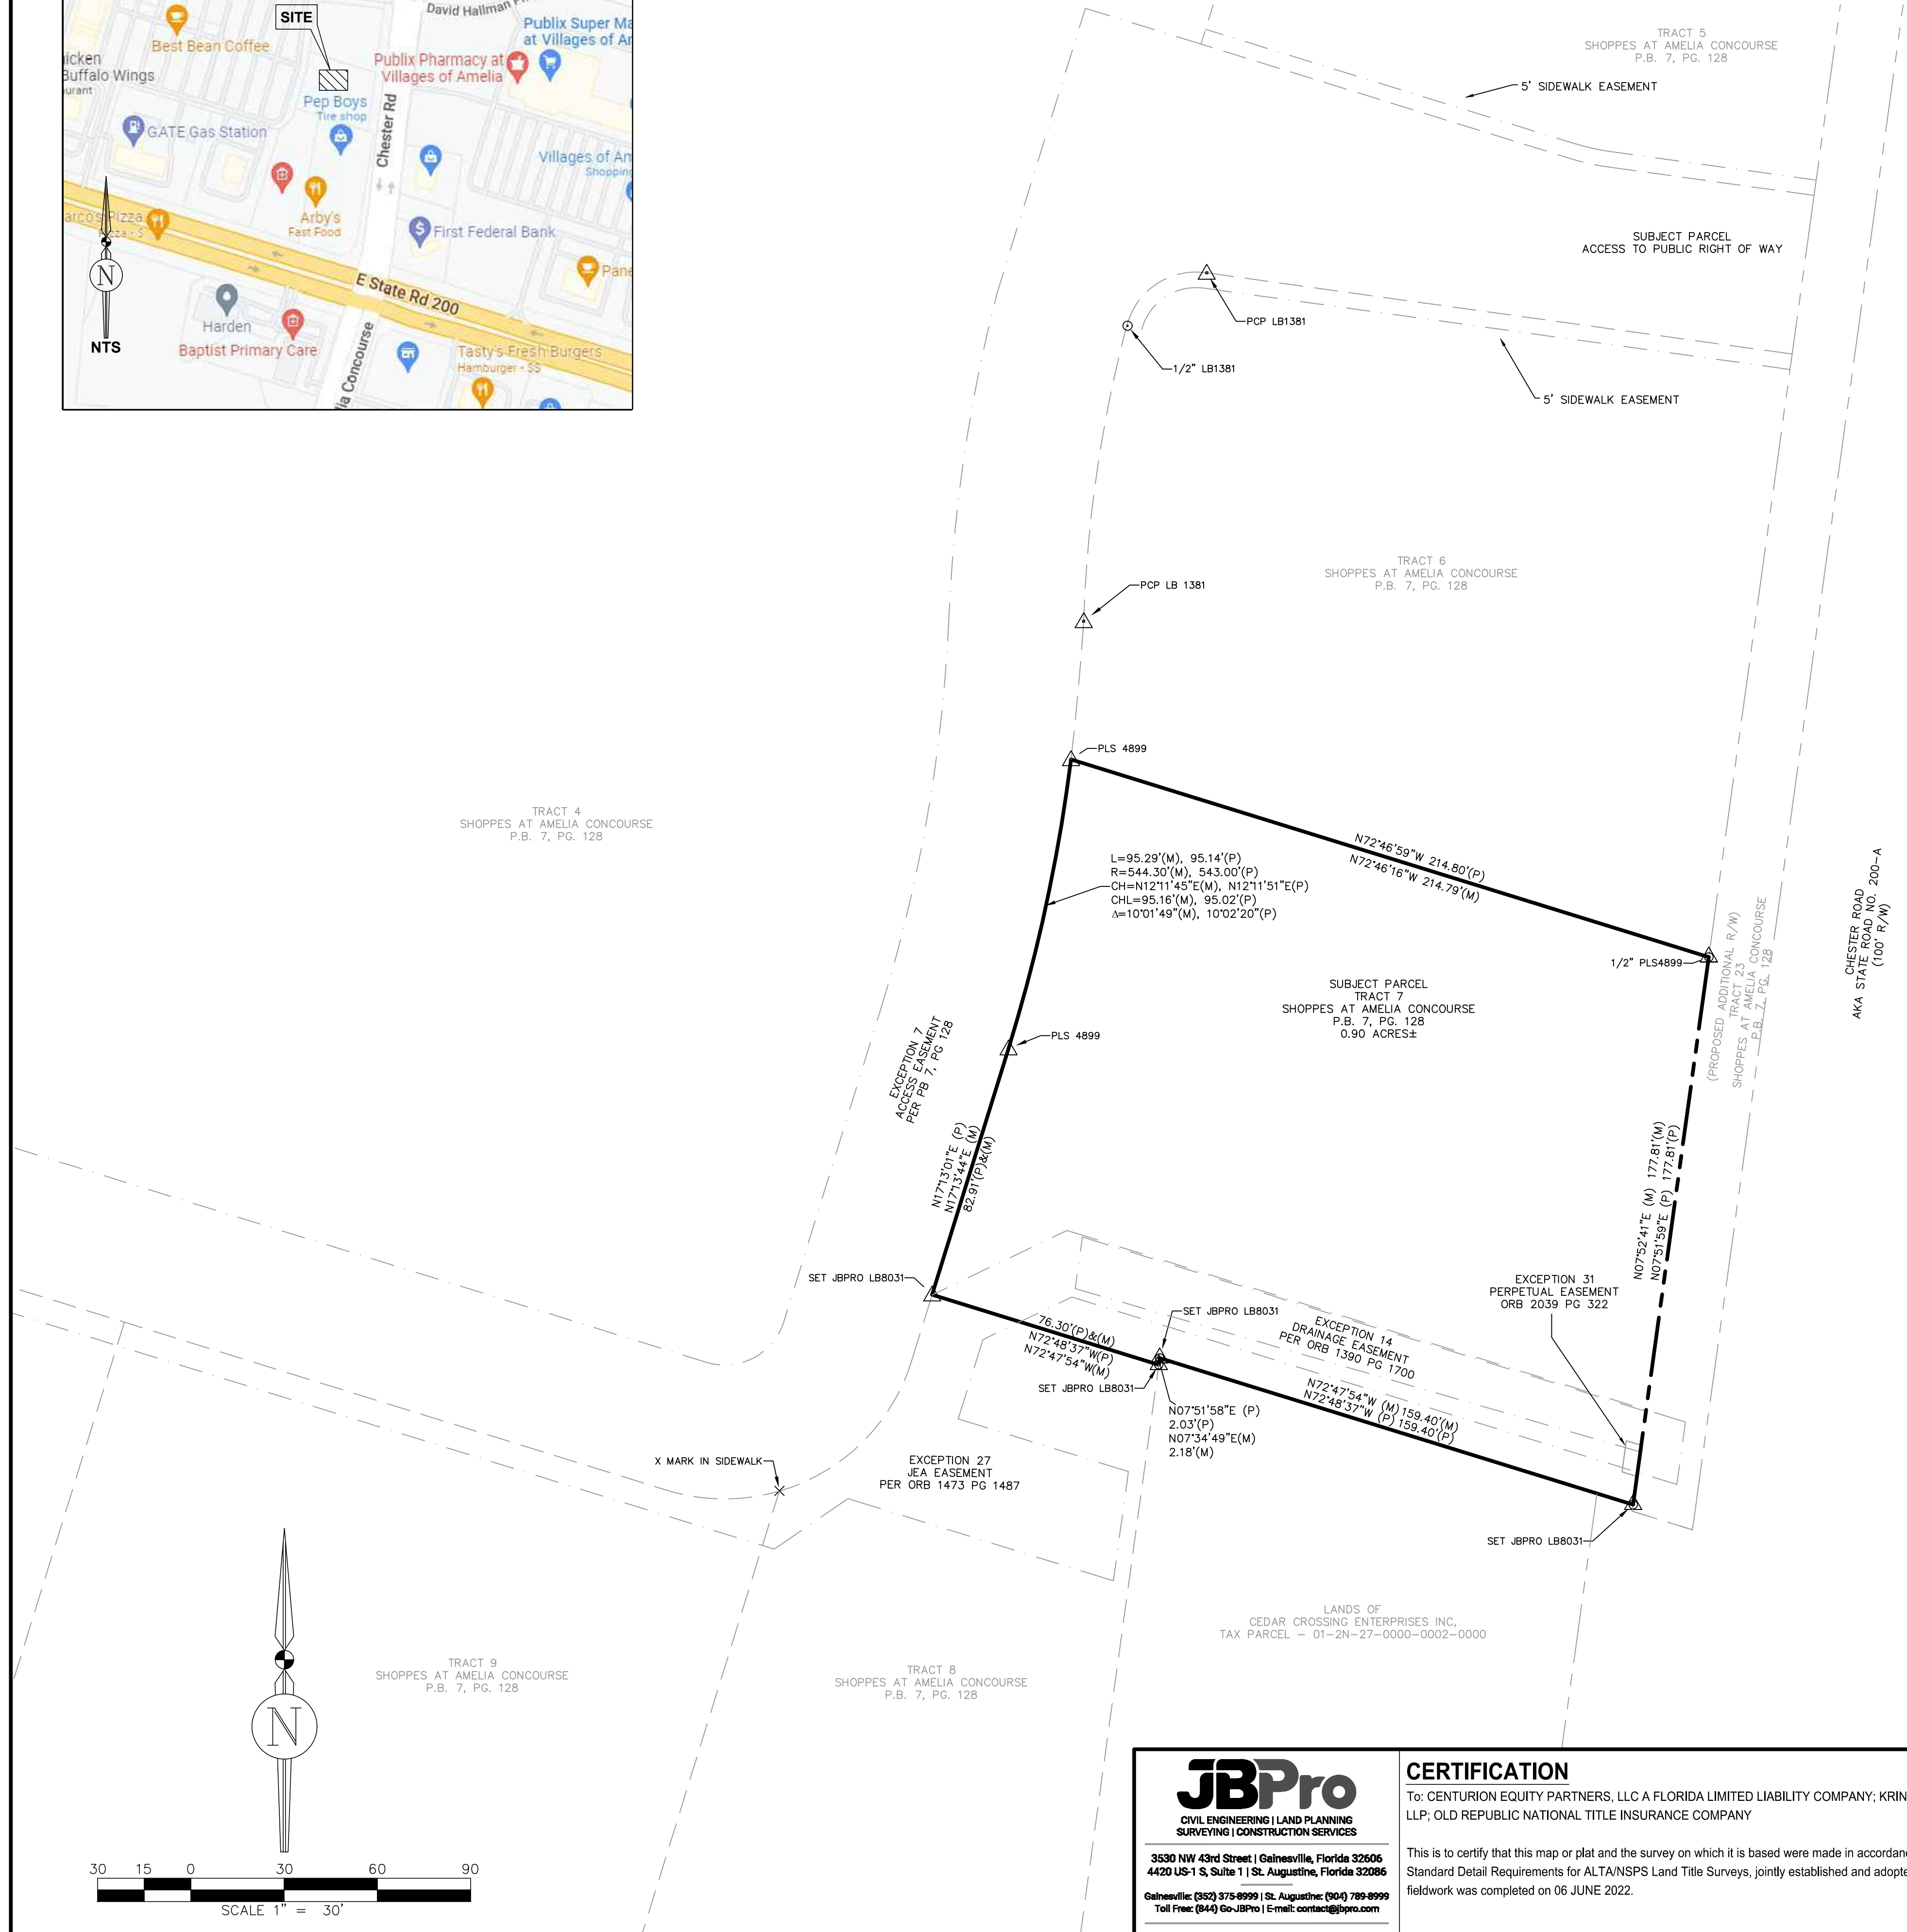 SITE
David Hallman
Best Bean Coffee
Publix Super
at Villages of
Buffalo Wings
Publix Pharmacy at
Villages of Amelia
Pep Boys
Tire shop
Chester Rd
GATE Gas Station
Villages of
Shopping
Pizza
Arby's
Fast Food
First Federal Bank
E State Rd 200
N
NTS
Harden
Baptist Primary Care
Concourse
Tasty's Fresh Burgers
Hamburger • $$
TRACT 5
SHOPPES AT AMELIA CONCOURSE
P.B. 7, PG. 128
5' SIDEWALK EASEMENT
SUBJECT PARCEL
ACCESS TO PUBLIC RIGHT OF WAY
PCP LB1381
1/2" LB1381
5' SIDEWALK EASEMENT
TRACT 6
SHOPPES AT AMELIA CONCOURSE
P.B. 7, PG. 128
PCP LB 1381
PLS 4899
TRACT 4
SHOPPES AT AMELIA CONCOURSE
P.B. 7, PG. 128
N72°46'59"W 214.80'(P)
N72°46'16"W 214.79'(M)
L=95.29'(M), 95.14'(P)
R=544.30'(M), 543.00'(P)
CH=N12°11'45"E(M), N12°11'51"E(P)
CHL=95.16'(M), 95.02'(P)
Δ=10°01'49"(M), 10°02'20"(P)
1/2" PLS4899
(PROPOSED ADDITIONAL R/W)
TRACT 23
SHOPPES AT AMELIA CONCOURSE
P.B. 7, PG. 128
CHESTER ROAD
AKA STATE ROAD NO. 200-A
(100' R/W)
SUBJECT PARCEL
TRACT 7
SHOPPES AT AMELIA CONCOURSE
P.B. 7, PG. 128
0.90 ACRES±
PLS 4899
EXCEPTION 7
ACCESS EASEMENT
PER PB 7, PG 128
N17°13'01"E (P)
N17°13'44"E (M)
82.91'(P)&(M)
N07°52'41"E (M) 177.81'(M)
N07°51'59"E (P) 177.81'(P)
SET JBPRO LB8031
EXCEPTION 31
PERPETUAL EASEMENT
ORB 2039 PG 322
SET JBPRO LB8031
76.30'(P)&(M)
N72°48'37"W(P)
N72°47'54"W(M)
EXCEPTION 14
DRAINAGE EASEMENT
PER ORB 1390 PG 1700
SET JBPRO LB8031
N72°47'54"W (M) 159.40'(M)
N72°48'37"W (P) 159.40'(P)
N07°51'58"E (P)
2.03'(P)
N07°34'49"E(M)
2.18'(M)
X MARK IN SIDEWALK
EXCEPTION 27
JEA EASEMENT
PER ORB 1473 PG 1487
SET JBPRO LB8031
LANDS OF
CEDAR CROSSING ENTERPRISES INC,
TAX PARCEL - 01-2N-27-0000-0002-0000
TRACT 9
SHOPPES AT AMELIA CONCOURSE
P.B. 7, PG. 128
TRACT 8
SHOPPES AT AMELIA CONCOURSE
P.B. 7, PG. 128
N
30 15 0 30 60 90
SCALE 1" = 30'
JBPro
CIVIL ENGINEERING | LAND PLANNING
SURVEYING | CONSTRUCTION SERVICES
3530 NW 43rd Street | Gainesville, Florida 32606
4420 US-1 S, Suite 1 | St. Augustine, Florida 32086
Gainesville: (352) 375-8999 | St. Augustine: (904) 789-8999
Toll Free: (844) Go-JBPro | E-mail: contact@jbpro.com
CERTIFICATION
To: CENTURION EQUITY PARTNERS, LLC A FLORIDA LIMITED LIABILITY COMPANY; KRIN
LLP; OLD REPUBLIC NATIONAL TITLE INSURANCE COMPANY
This is to certify that this map or plat and the survey on which it is based were made in accordan
Standard Detail Requirements for ALTA/NSPS Land Title Surveys, jointly established and adopte
fieldwork was completed on 06 JUNE 2022.